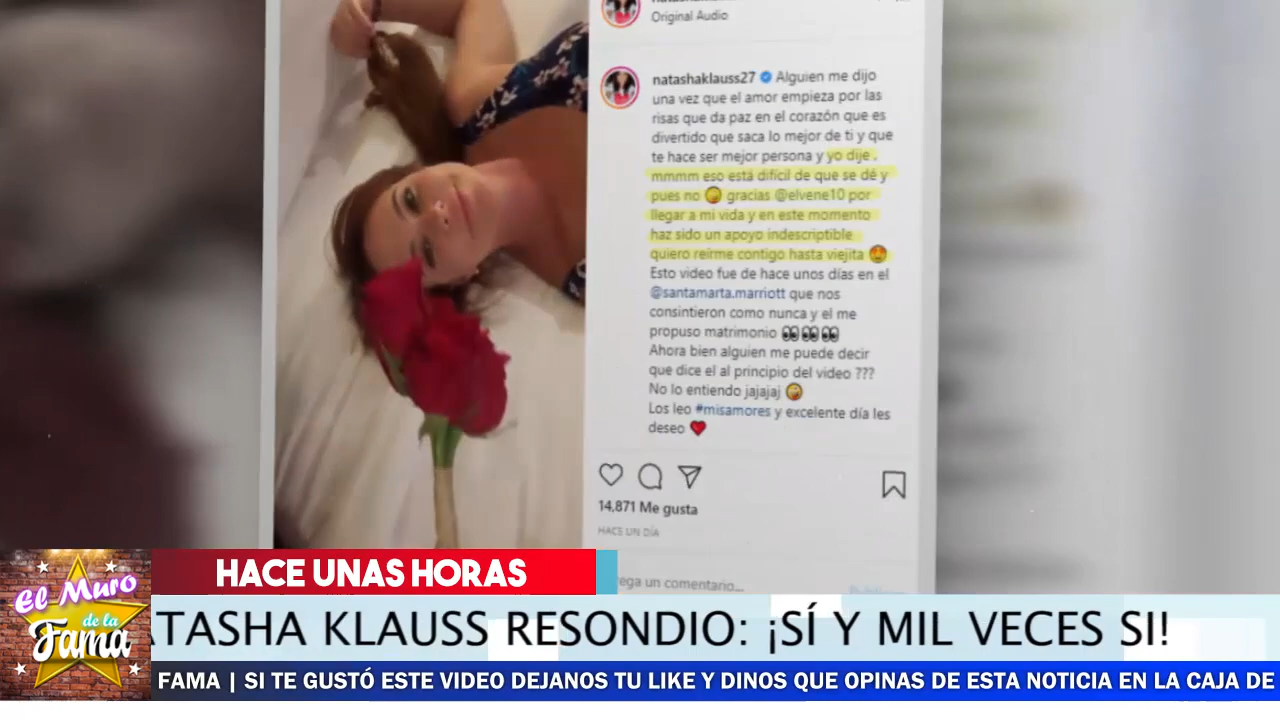 Original Audio
natashaklauss27 Alguien me dijo
una vez que el amor empieza por las
risas que da paz en el corazón que es
divertido que saca lo mejor de ti y que
te hace ser mejor persona y yo dije .
mmmm eso está difícil de que se dé y
pues no 🤪 gracias @elvene10 por
llegar a mi vida y en este momento
haz sido un apoyo indescriptible
quiero reirme contigo hasta viejita 🤩
Esto video fue de hace unos días en el
@santamarta.marriott que nos
consintieron como nunca y el me
propuso matrimonio 👀👀👀
Ahora bien alguien me puede decir
que dice el al principio del video ???
No lo entiendo jajajaj 🤪
Los leo #misamores y excelente día les
deseo ❤️
14,871 Me gusta
HACE UN DÍA
rega un comentario...
HACE UNAS HORAS
El Muro
de la
Fama
ATASHA KLAUSS RESONDIO: ¡SÍ Y MIL VECES SI!
FAMA | SI TE GUSTÓ ESTE VIDEO DEJANOS TU LIKE Y DINOS QUE OPINAS DE ESTA NOTICIA EN LA CAJA DE